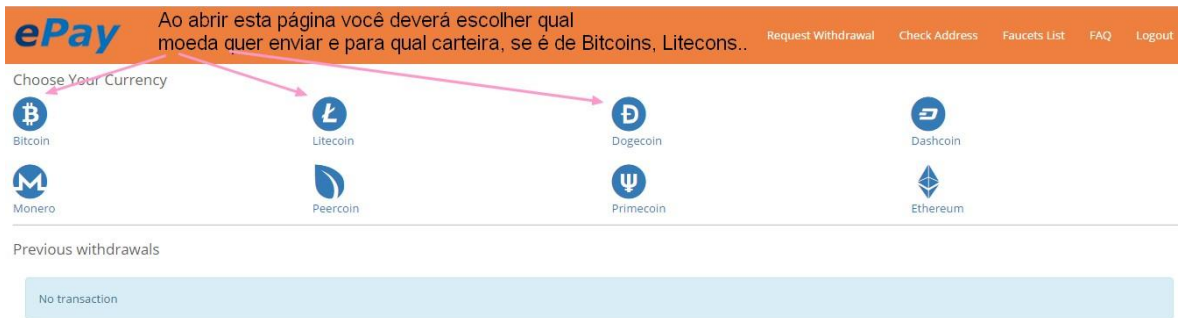 ePay
Ao abrir esta página você deverá escolher qual
moeda quer enviar e para qual carteira, se é de Bitcoins, Litecons..
Request Withdrawal Check Address Faucets List FAQ Logout
Choose Your Currency
Bitcoin Litecoin Dogecoin Dashcoin
Monero Peercoin Primecoin Ethereum
Previous withdrawals
No transaction